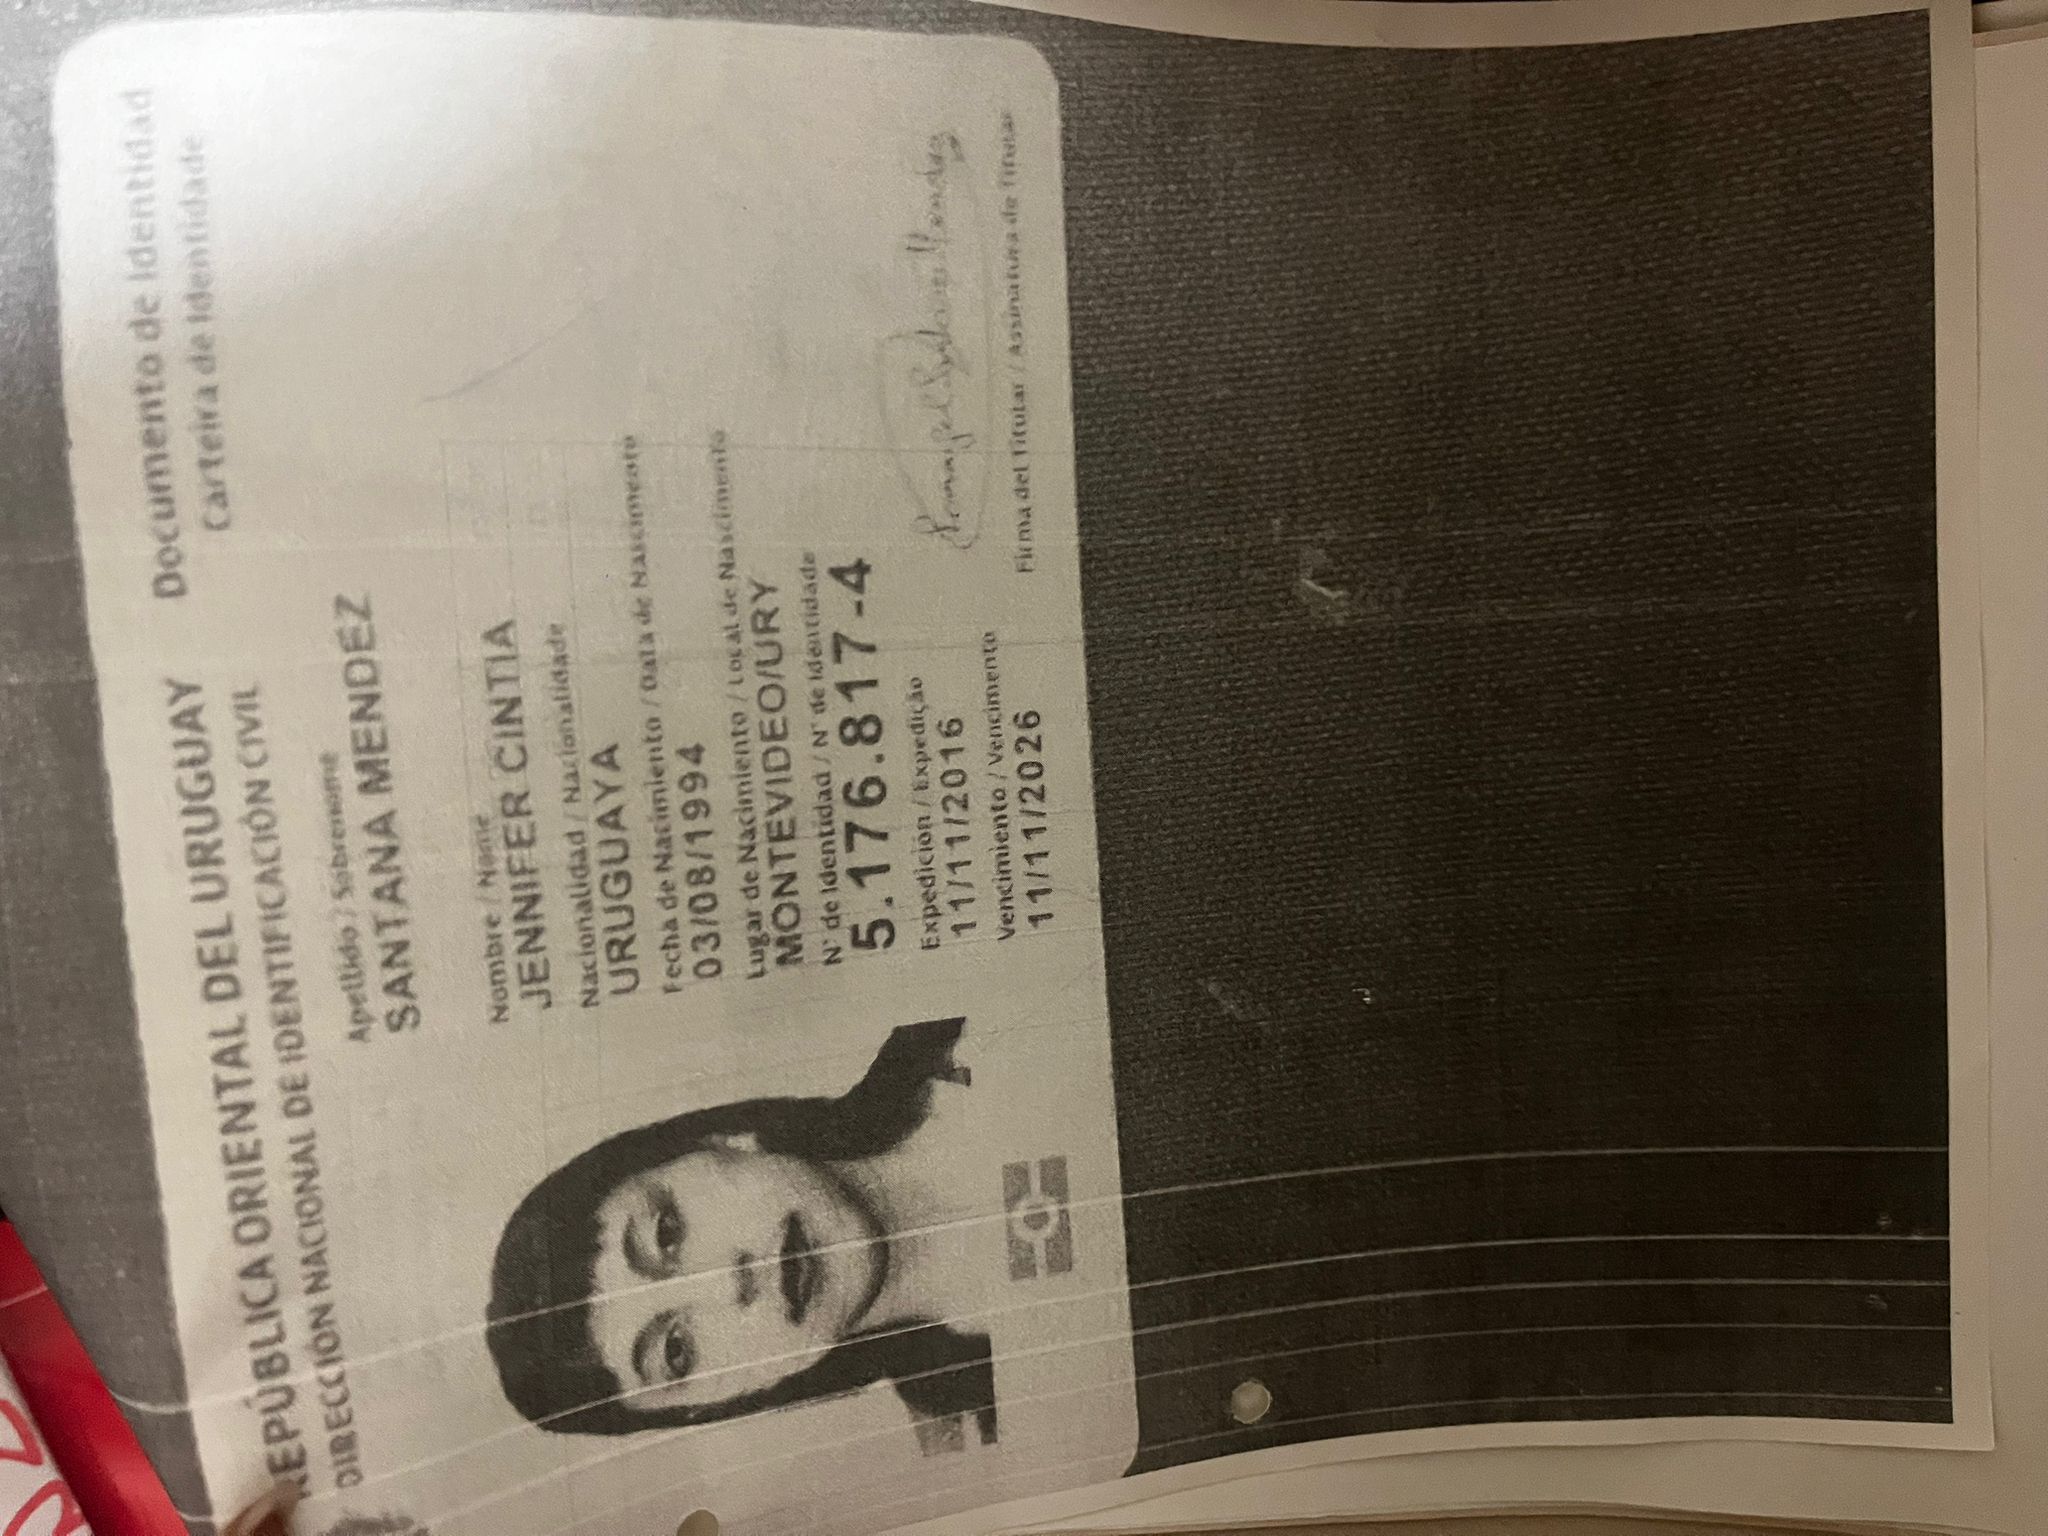 REPÚBLICA ORIENTAL DEL URUGUAY
Documento de Identidad
DIRECCIÓN NACIONAL DE IDENTIFICACIÓN CIVIL
Carteira de Identidade
Apellido / Sobrenome
SANTANA MENDEZ
Nombre / Nome
JENNIFER CINTIA
Nacionalidad / Nacionalidade
URUGUAYA
Fecha de Nacimiento / Data de Nascimento
03/08/1994
Lugar de Nacimiento / Local de Nascimento
MONTEVIDEO/URY
N° de Identidad / N° de Identidade
5.176.817-4
Expedición / Expedição
11/11/2016
Vencimiento / Vencimento
11/11/2026
Firma del Titular / Assinatura do Titular